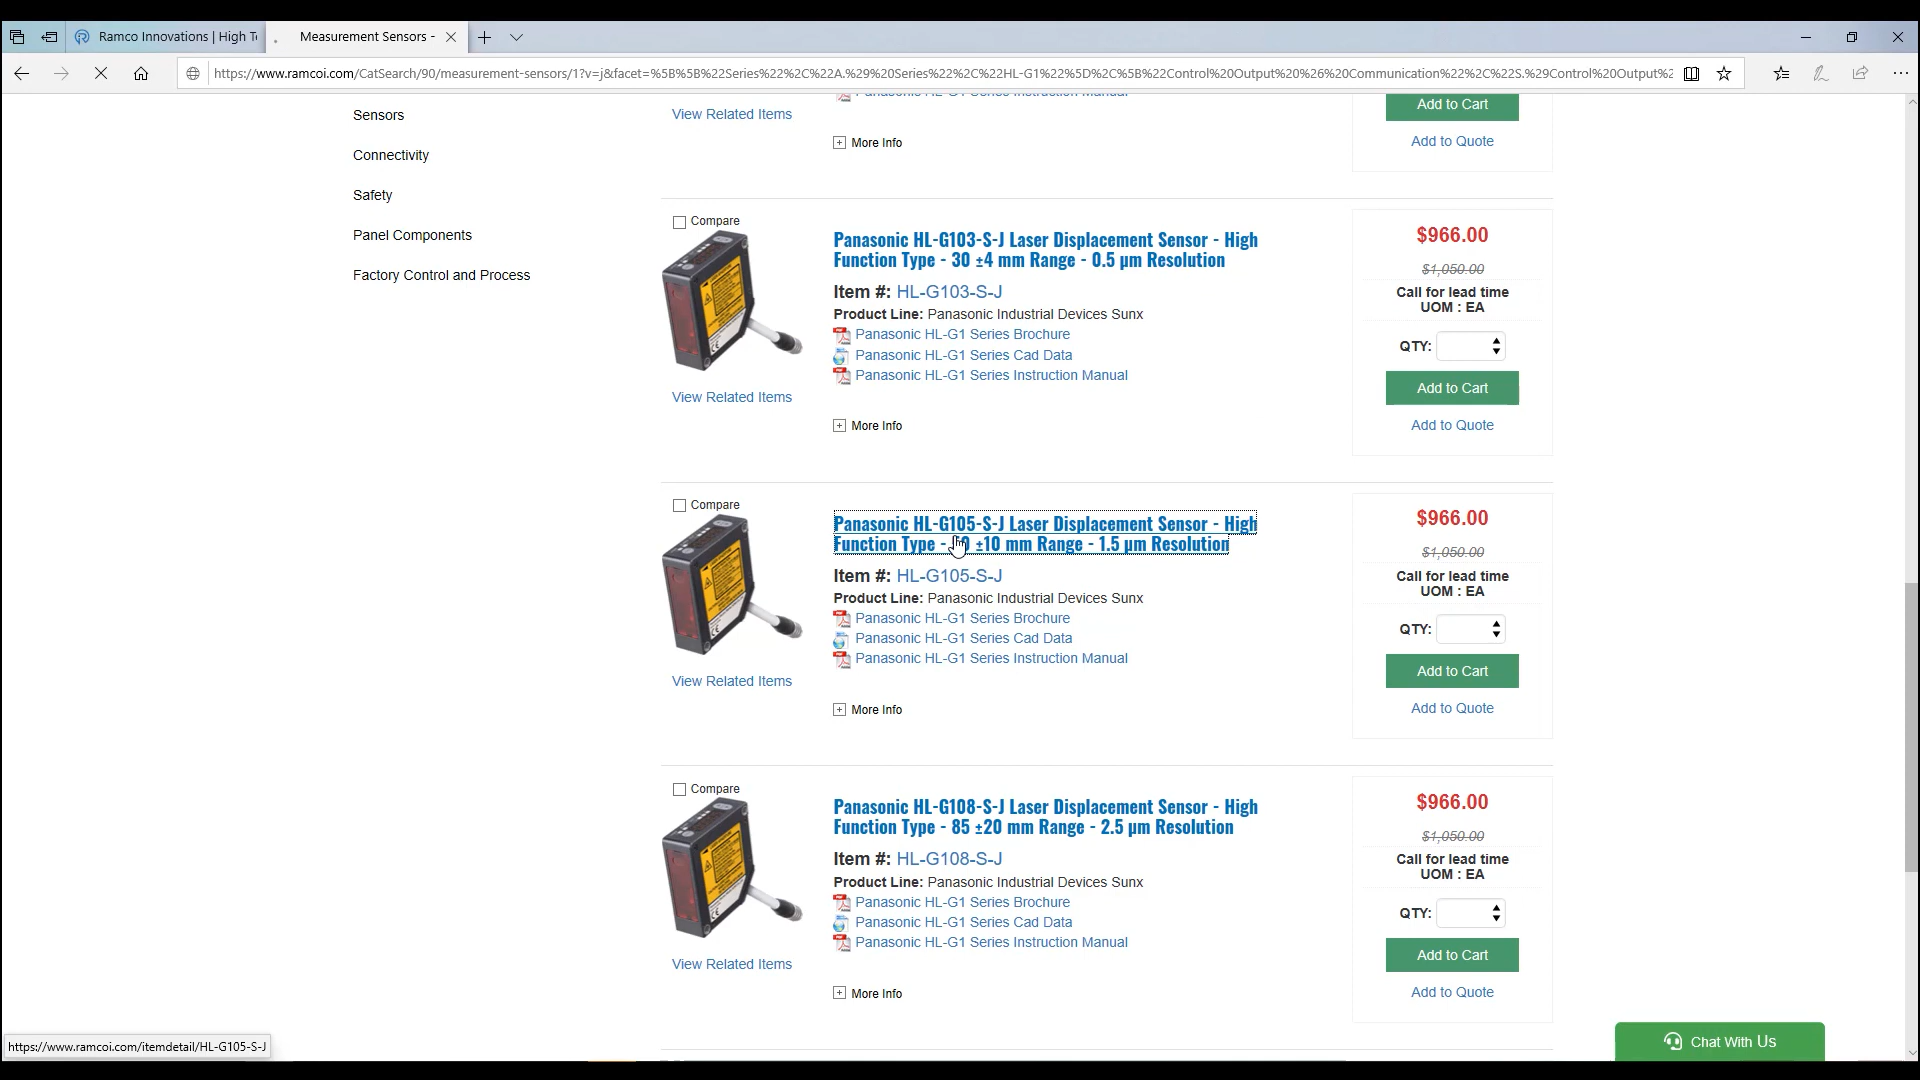 Ramco Innovations | High T
Measurement Sensors -
https://www.ramcoi.com/CatSearch/90/measurement-sensors/1?v=j&facet=%5B%5B%22Series%22%2C%22A.%29%20Series%22%2C%22HL-G1%22%5D%2C%5B%22Control%20Output%20%26%20Communication%22%2C%22S.%29Control%20Output%2
Sensors
Connectivity
Safety
Panel Components
Factory Control and Process
Panasonic HL-G1 Series Instruction Manual
View Related Items
More Info
Add to Cart
Add to Quote
Compare
Panasonic HL-G103-S-J Laser Displacement Sensor - High
Function Type - 30 ±4 mm Range - 0.5 µm Resolution
Item #: HL-G103-S-J
Product Line: Panasonic Industrial Devices Sunx
Panasonic HL-G1 Series Brochure
Panasonic HL-G1 Series Cad Data
Panasonic HL-G1 Series Instruction Manual
View Related Items
More Info
$966.00
$1,050.00
Call for lead time
UOM : EA
QTY:
Add to Cart
Add to Quote
Compare
Panasonic HL-G105-S-J Laser Displacement Sensor - High
Function Type - ±10 mm Range - 1.5 µm Resolution
Item #: HL-G105-S-J
Product Line: Panasonic Industrial Devices Sunx
Panasonic HL-G1 Series Brochure
Panasonic HL-G1 Series Cad Data
Panasonic HL-G1 Series Instruction Manual
View Related Items
More Info
$966.00
$1,050.00
Call for lead time
UOM : EA
QTY:
Add to Cart
Add to Quote
Compare
Panasonic HL-G108-S-J Laser Displacement Sensor - High
Function Type - 85 ±20 mm Range - 2.5 µm Resolution
Item #: HL-G108-S-J
Product Line: Panasonic Industrial Devices Sunx
Panasonic HL-G1 Series Brochure
Panasonic HL-G1 Series Cad Data
Panasonic HL-G1 Series Instruction Manual
View Related Items
More Info
$966.00
$1,050.00
Call for lead time
UOM : EA
QTY:
Add to Cart
Add to Quote
Chat With Us
https://www.ramcoi.com/itemdetail/HL-G105-S-J